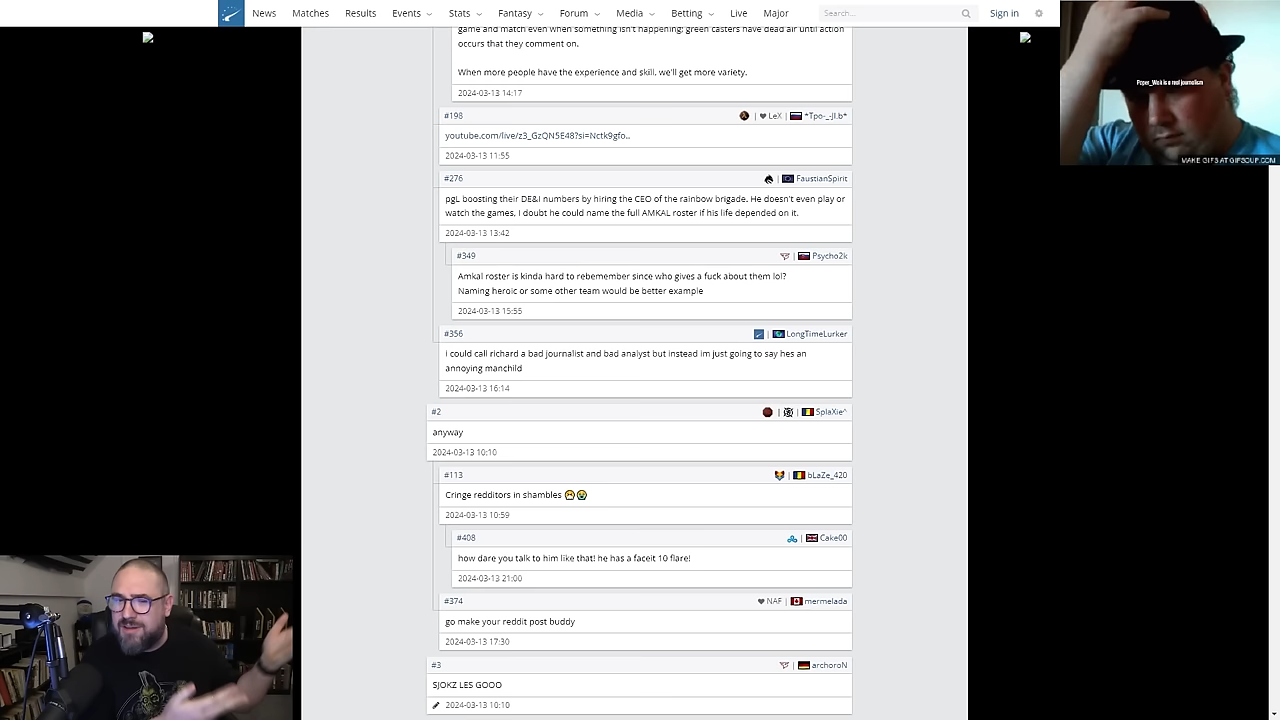 News Matches Results Events Stats Fantasy Forum Media Betting Live Major Search... Sign in
game and match even when something isn't happening; green casters have dead air until action
occurs that they comment on.
When more people have the experience and skill, we'll get more variety.
2024-03-13 14:17
#198 | LeX | *Tpo-_-JI.b*
youtube.com/live/z3_GzQN5E48?si=Nctk9gfo..
2024-03-13 11:55
#276 | FaustianSpirit
pgL boosting their DE&I numbers by hiring the CEO of the rainbow brigade. He doesn't even play or
watch the games, I doubt he could name the full AMKAL roster if his life depended on it.
2024-03-13 13:42
#349 | Psycho2k
Amkal roster is kinda hard to rebemember since who gives a fuck about them lol?
Naming heroic or some other team would be better example
2024-03-13 15:55
#356 | LongTimeLurker
i could call richard a bad journalist and bad analyst but instead im just going to say hes an
annoying manchild
2024-03-13 16:14
#2 | | SplaXie^
anyway
2024-03-13 10:10
#113 | bLaZe_420
Cringe redditors in shambles
2024-03-13 10:59
#408 | Cake00
how dare you talk to him like that! he has a faceit 10 flare!
2024-03-13 21:00
#374 NAF | mermelada
go make your reddit post buddy
2024-03-13 17:30
#3 | archoroN
SJOKZ LES GOOO
2024-03-13 10:10
is a real journalism
MAKE GIFS AT GIFSOUP.COM